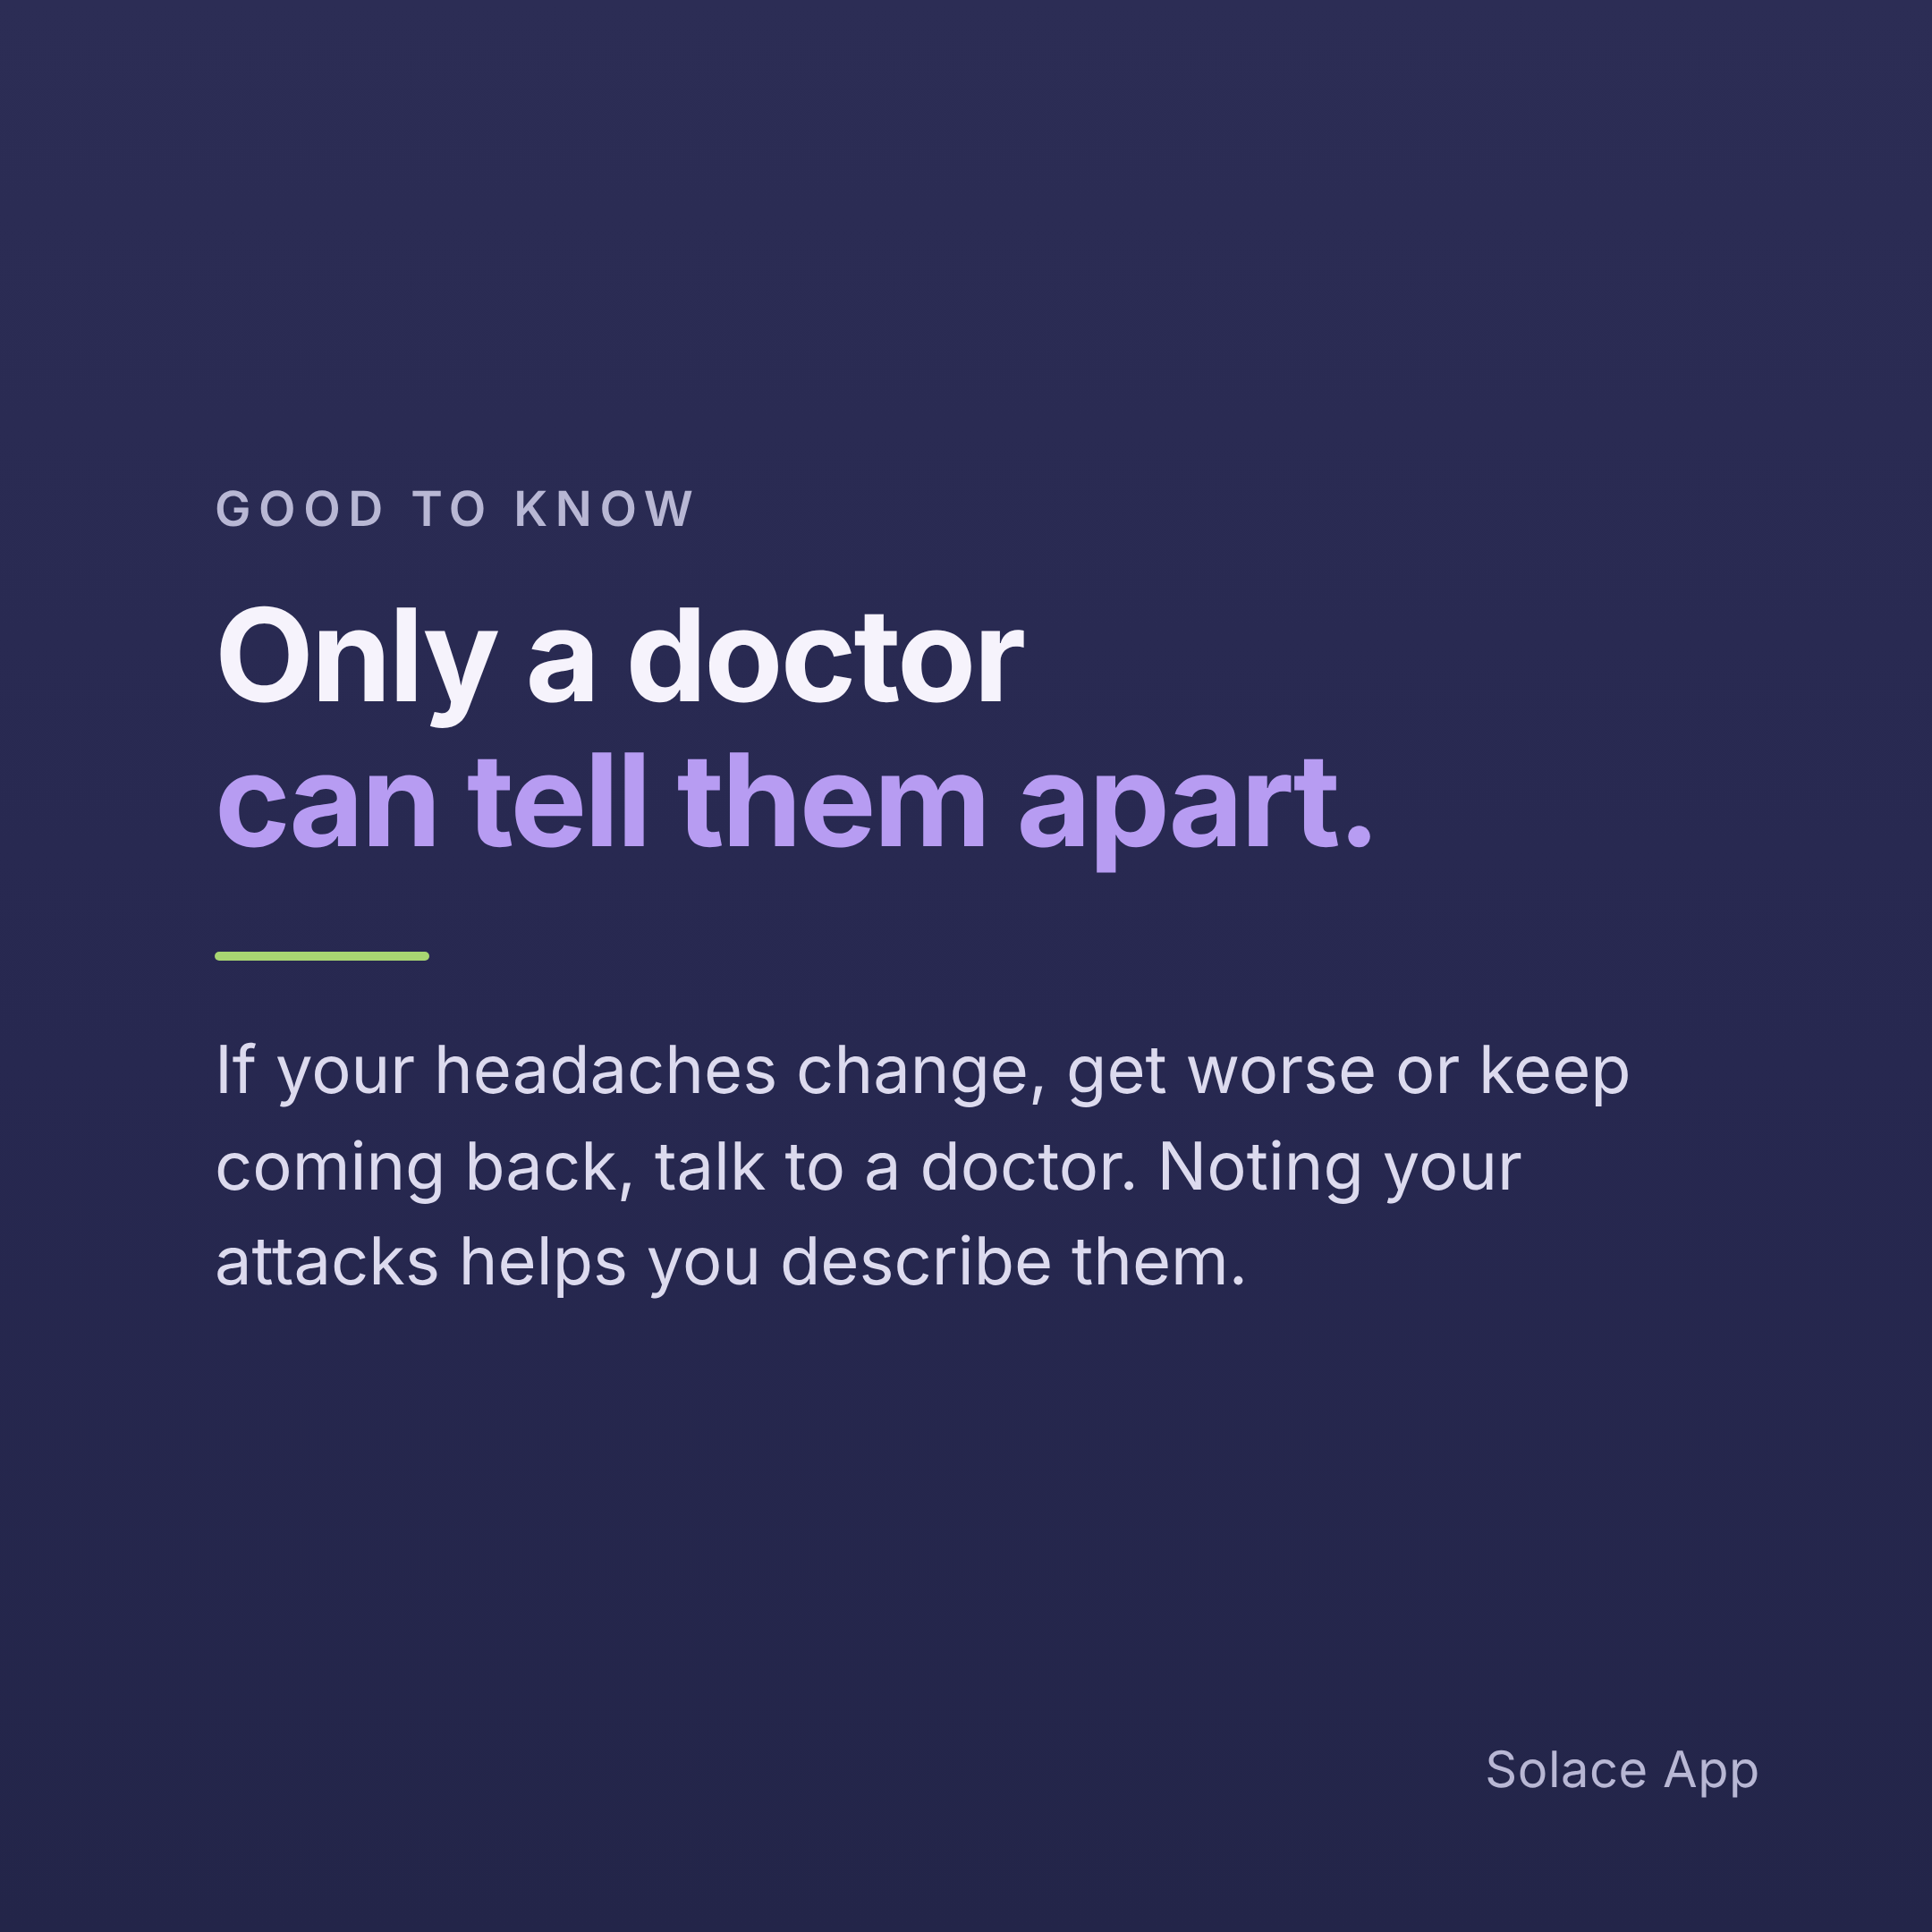 GOOD TO KNOW
Only a doctor
can tell them apart.
If your headaches change, get worse or keep
coming back, talk to a doctor. Noting your
attacks helps you describe them.
Solace App